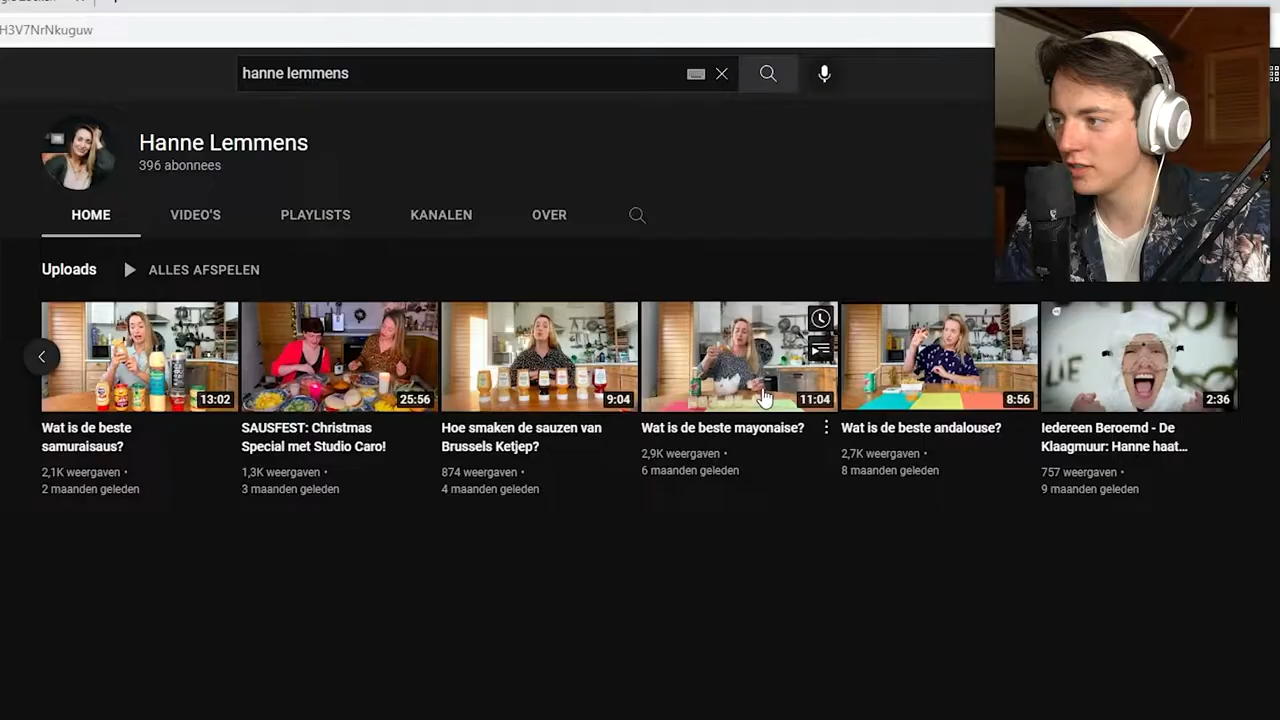 H3V7NrNkuguw
hanne lemmens
Hanne Lemmens
396 abonnees
HOME
VIDEO'S
PLAYLISTS
KANALEN
OVER
Uploads
ALLES AFSPELEN
13:02
25:56
9:04
11:04
8:56
2:36
Wat is de beste
samuraisaus?
2,1K weergaven •
2 maanden geleden
SAUSFEST: Christmas
Special met Studio Caro!
1,3K weergaven •
3 maanden geleden
Hoe smaken de sauzen van
Brussels Ketjep?
874 weergaven •
4 maanden geleden
Wat is de beste mayonaise?
2,9K weergaven •
6 maanden geleden
Wat is de beste andalouse?
2,7K weergaven •
8 maanden geleden
Iedereen Beroemd - De
Klaagmuur: Hanne haat...
757 weergaven •
9 maanden geleden